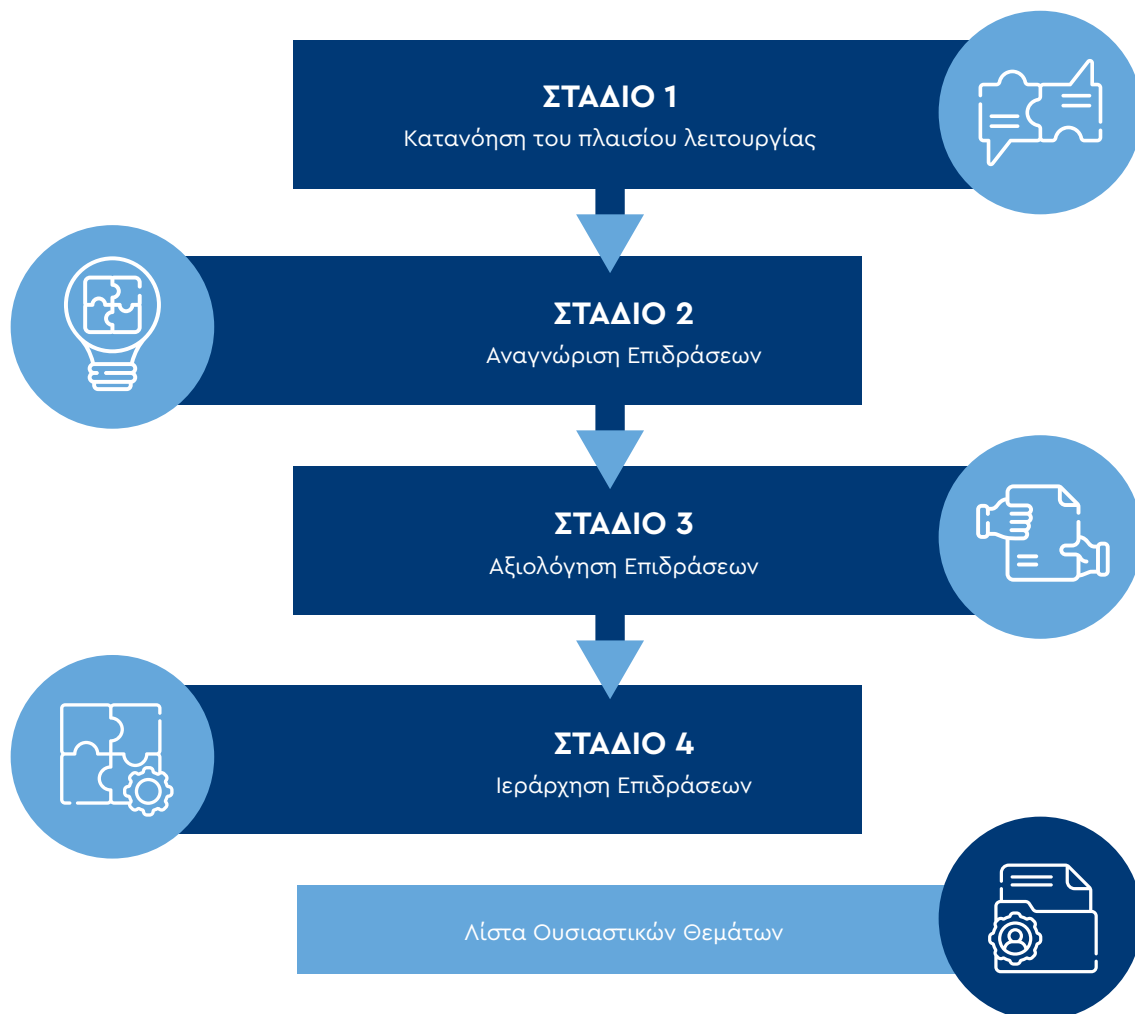 ΣΤΑΔΙΟ 1
Κατανόηση του πλαισίου λειτουργίας
ΣΤΑΔΙΟ 2
Αναγνώριση Επιδράσεων
ΣΤΑΔΙΟ 3
Αξιολόγηση Επιδράσεων
ΣΤΑΔΙΟ 4
Ιεράρχηση Επιδράσεων
Λίστα Ουσιαστικών Θεμάτων